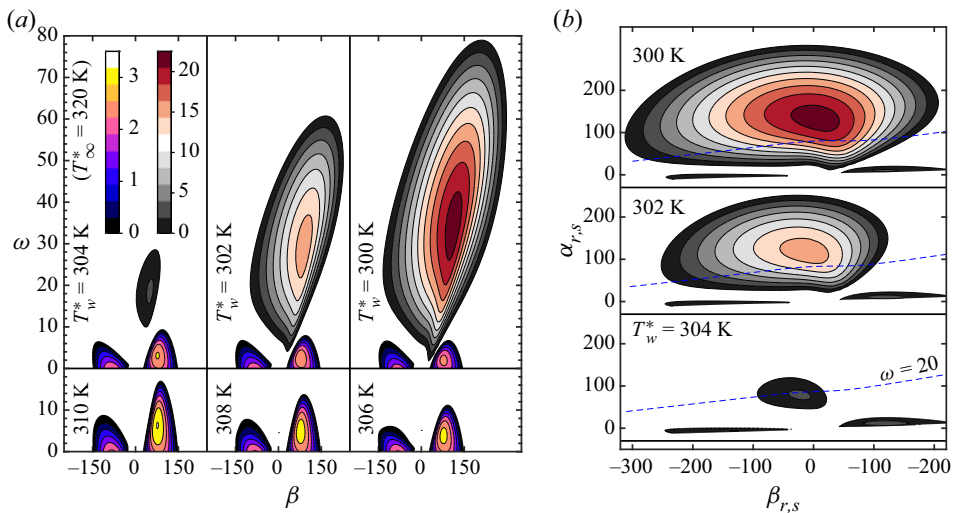 (a)
80
70
60
50
40
30
20
10
0
ω
(T*∞ = 320 K)
3
2
1
0
20
15
10
5
0
T*w = 304 K
T*w = 302 K
T*w = 300 K
310 K
308 K
306 K
10
0
–150 0 150
–150 0 150
–150 0 150
β
(b)
300 K
200
100
0
302 K
200
100
0
αr,s
T*w = 304 K
ω = 20
200
100
0
–300 –200 –100 0 –100 –200
βr,s